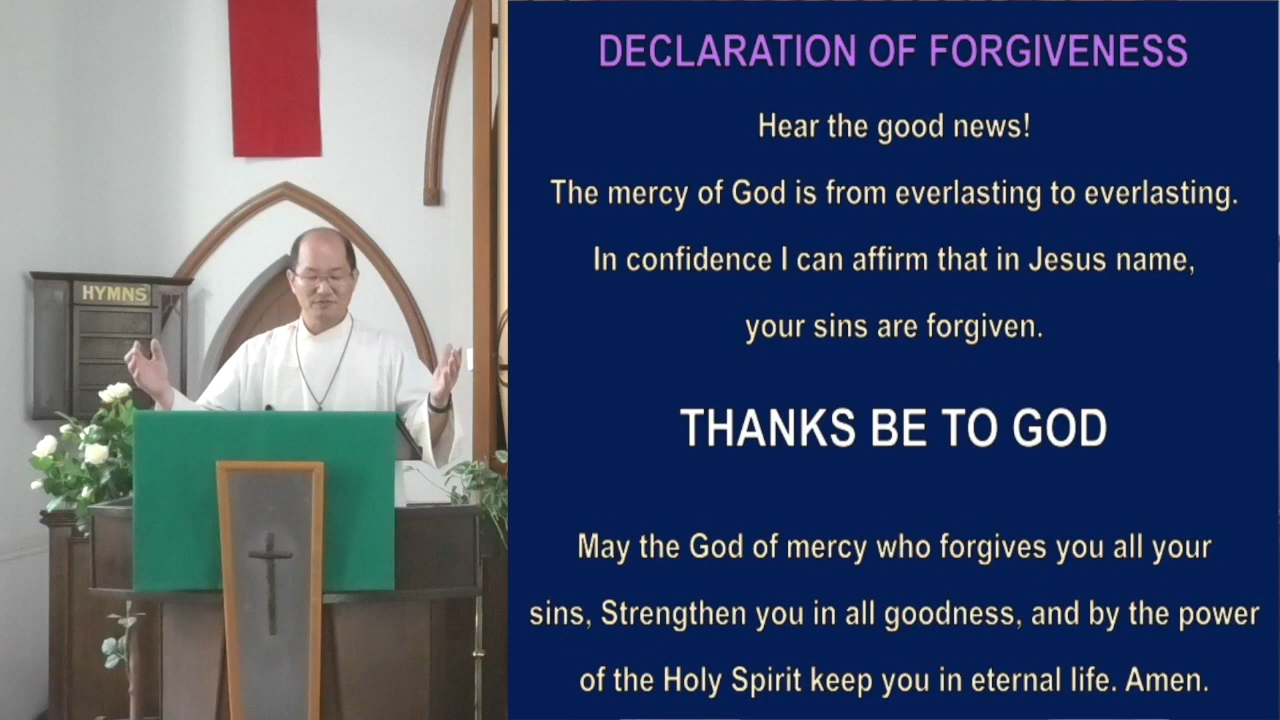 HYMNS
DECLARATION OF FORGIVENESS
Hear the good news!
The mercy of God is from everlasting to everlasting.
In confidence I can affirm that in Jesus name,
your sins are forgiven.
THANKS BE TO GOD
May the God of mercy who forgives you all your
sins, Strengthen you in all goodness, and by the power
of the Holy Spirit keep you in eternal life. Amen.